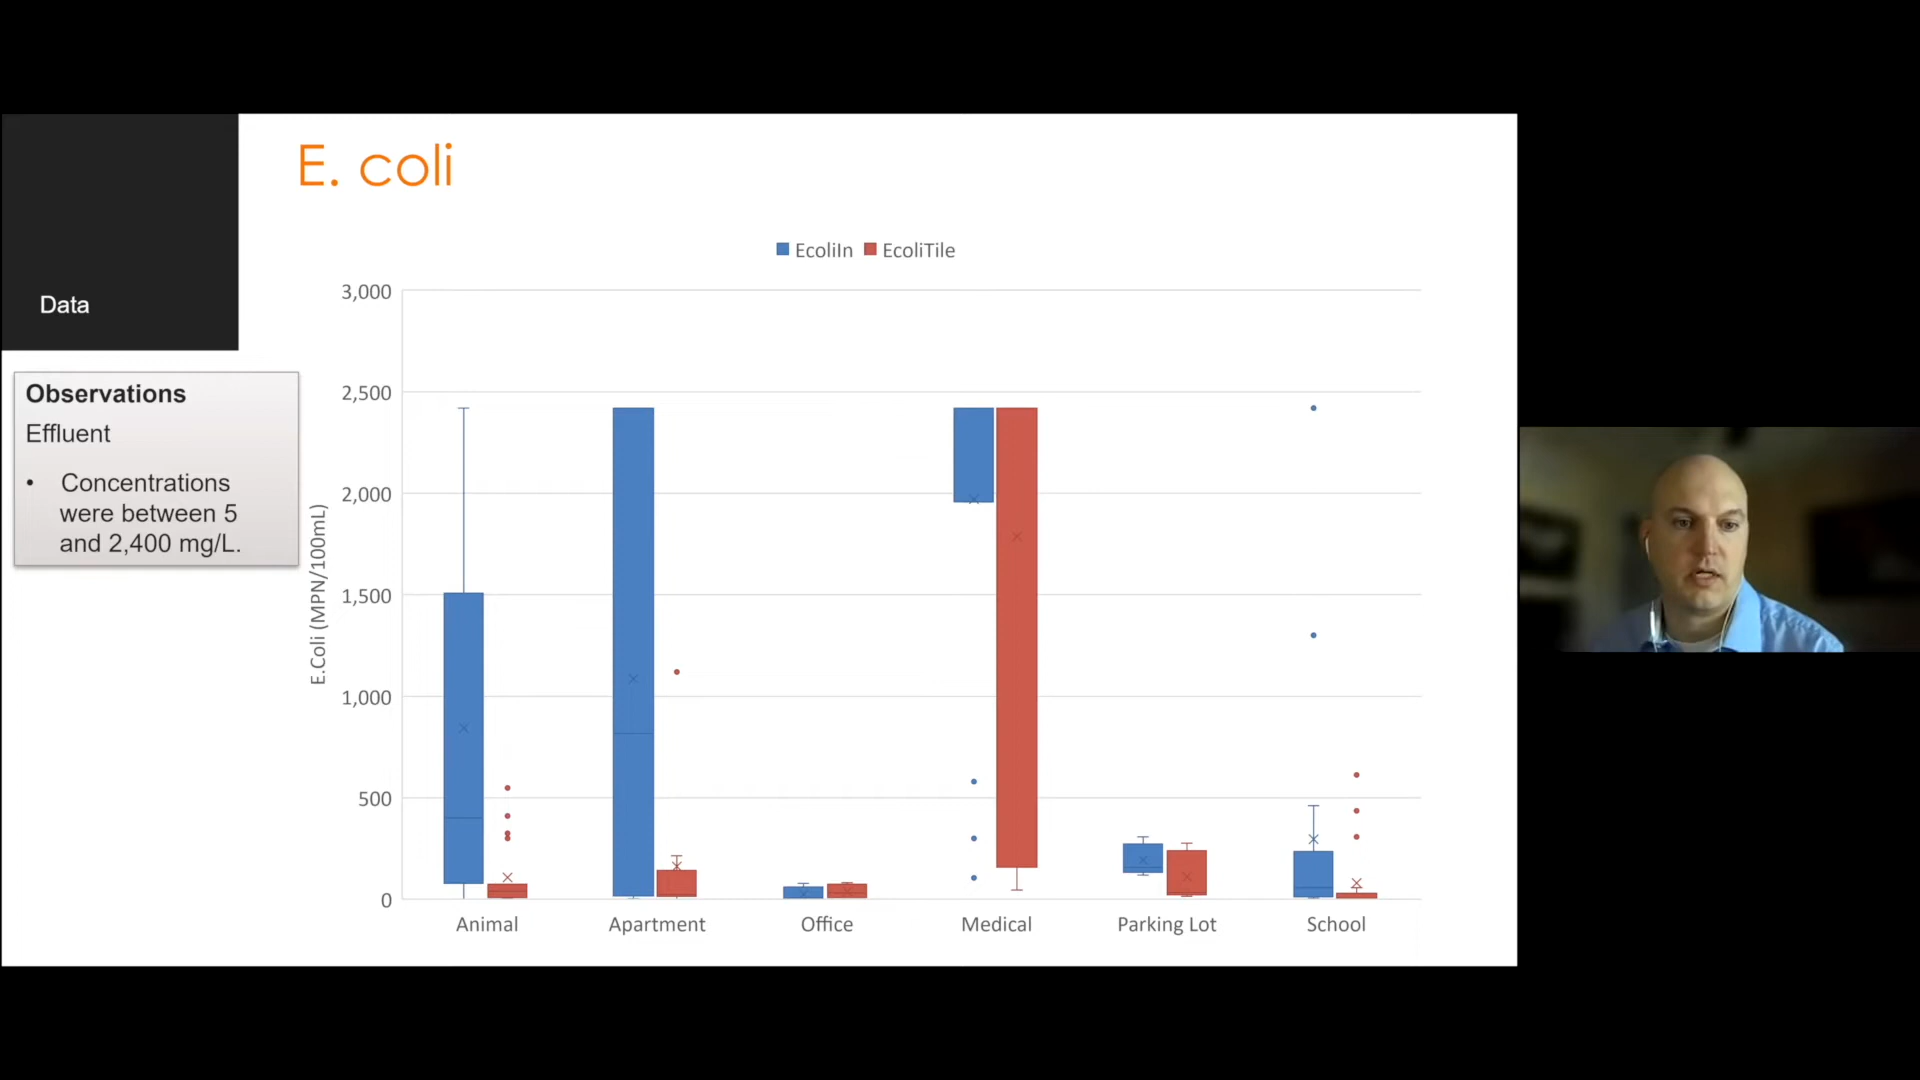 E. coli
Data
Observations
Effluent
• Concentrations
were between 5
and 2,400 mg/L.
EcoliIn EcoliTile
E.Coli (MPN/100mL)
3,000
2,500
2,000
1,500
1,000
500
0
Animal Apartment Office Medical Parking Lot School